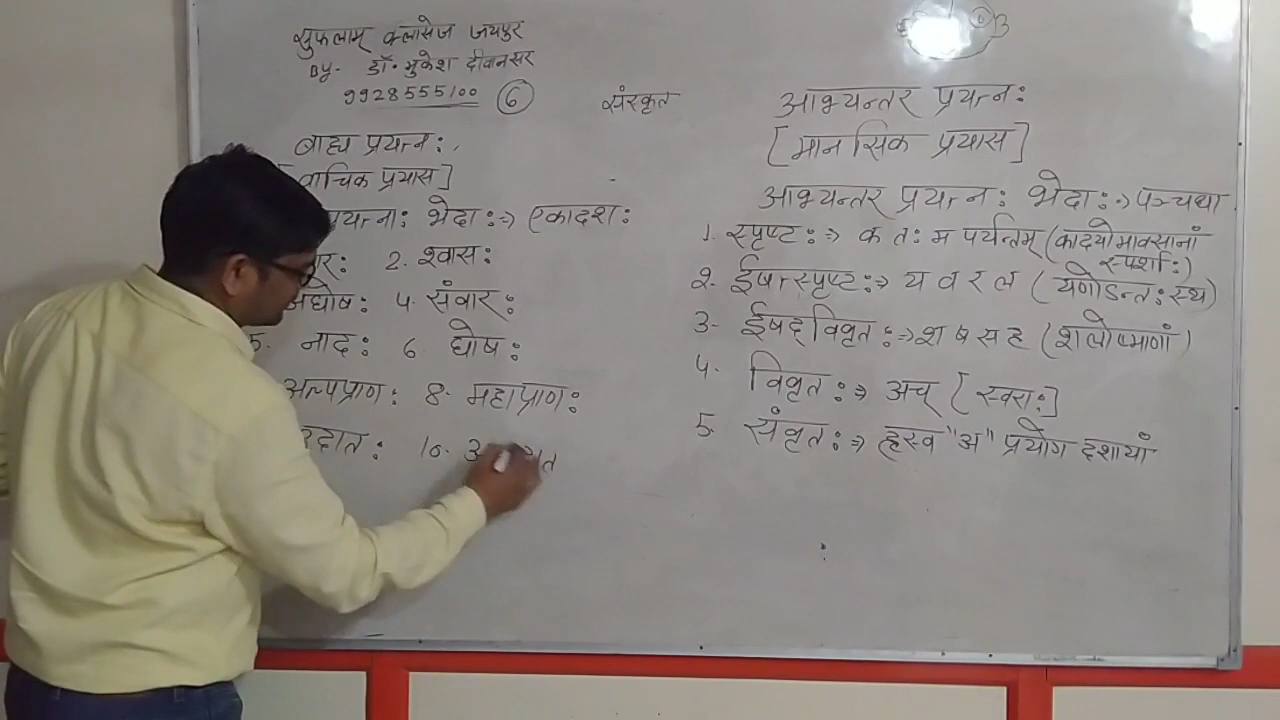 सुफलाम् क्लासेज जयपुर
By- डॉ. मुकेश दीवानसर
9928555100 6
संस्कृत
बाह्य प्रयत्न:
वाचिक प्रयास]
भेदा: → एकादश:
2. श्वास:
अघोष: 4. संवार:
5. नाद: 6. घोष:
अल्पप्राण: 8. महाप्राण:
10.
आभ्यन्तर प्रयत्न:
[मानसिक प्रयास]
आभ्यन्तर प्रयत्न: भेदा: → पञ्चधा
1. स्पृष्ट: → क त: म पर्यन्तम् (कादयोमावसानां
स्पर्शा:)
2. ईषत्स्पृष्ट: → य व र ल (यणोऽन्त:स्थ)
3- ईषद्विवृत: → श ष स ह (शलोष्माणां)
4. विवृत: → अच् [स्वरा:]
5. संवृत: → ह्रस्व "अ" प्रयोग दशायां